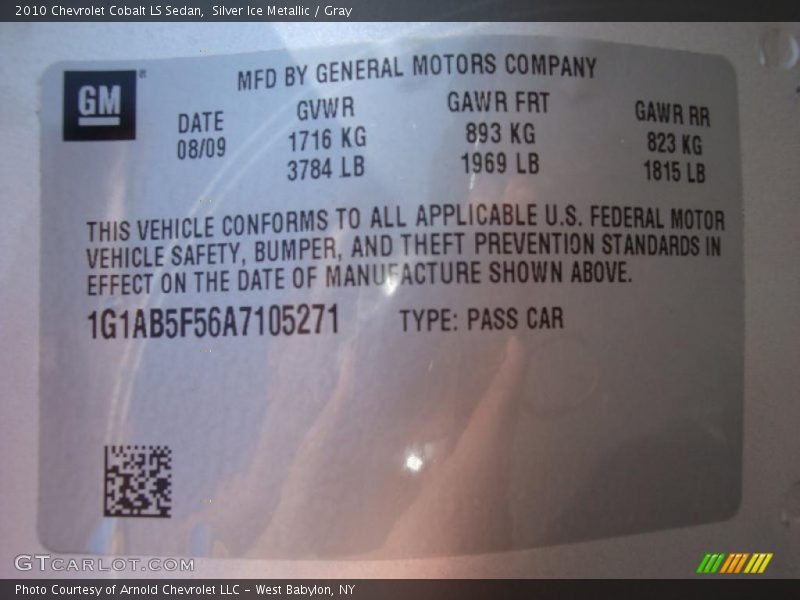 2010 Chevrolet Cobalt LS Sedan,  Silver Ice Metallic / Gray
GM®
MFD BY GENERAL MOTORS COMPANY
DATE GVWR GAWR FRT GAWR RR
08/09 1716 KG 893 KG 823 KG
3784 LB 1969 LB 1815 LB
THIS VEHICLE CONFORMS TO ALL APPLICABLE U.S. FEDERAL MOTOR
VEHICLE SAFETY, BUMPER, AND THEFT PREVENTION STANDARDS IN
EFFECT ON THE DATE OF MANUFACTURE SHOWN ABOVE.
1G1AB5F56A7105271 TYPE: PASS CAR
GTCARLOT.COM
Photo Courtesy of Arnold Chevrolet LLC - West Babylon, NY